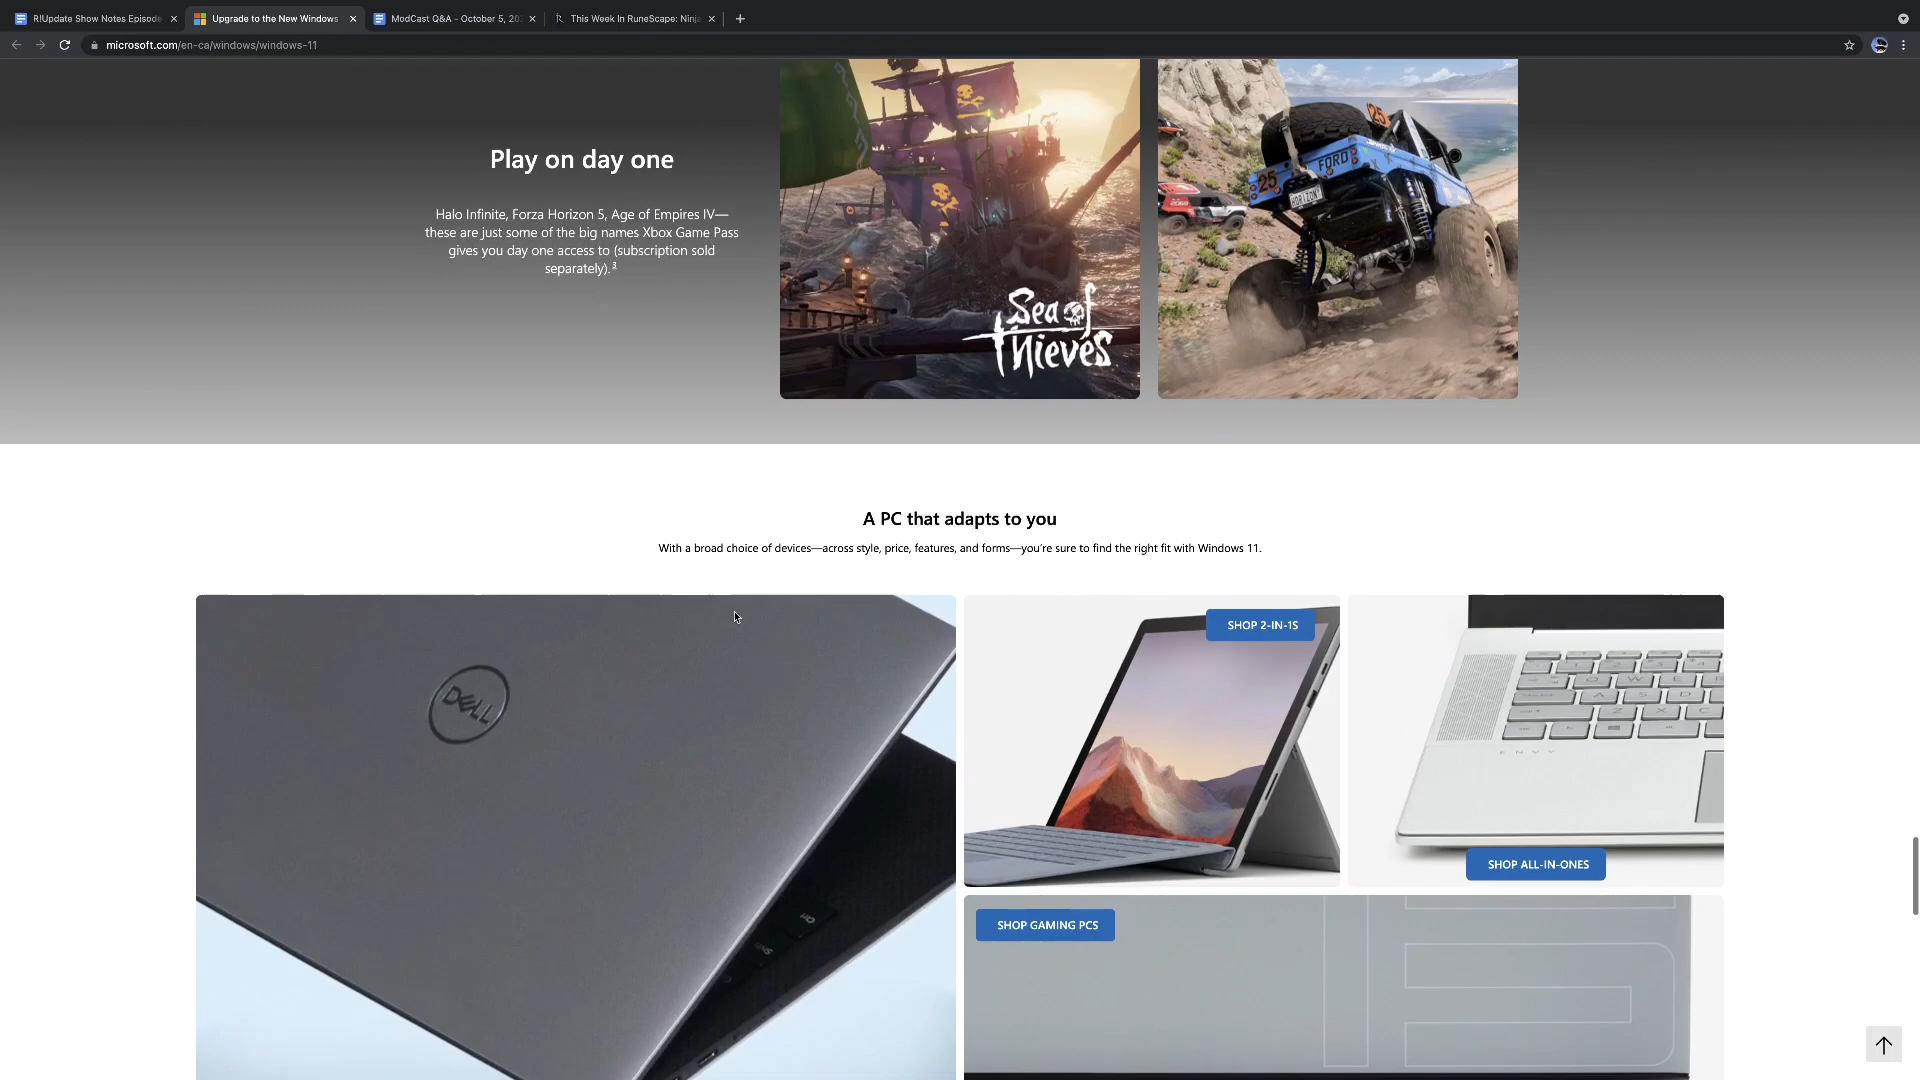 R!Update Show Notes Episode
Upgrade to the New Windows
ModCast Q&A - October 5, 20
This Week In RuneScape: Ninja
microsoft.com/en-ca/windows/windows-11
Play on day one
Halo Infinite, Forza Horizon 5, Age of Empires IV—
these are just some of the big names Xbox Game Pass
gives you day one access to (subscription sold
separately).³
Sea of
Thieves
25
FORD
25
HORIZON
A PC that adapts to you
With a broad choice of devices—across style, price, features, and forms—you're sure to find the right fit with Windows 11.
DELL
SHOP 2-IN-1S
ENVY
SHOP ALL-IN-ONES
SHOP GAMING PCS